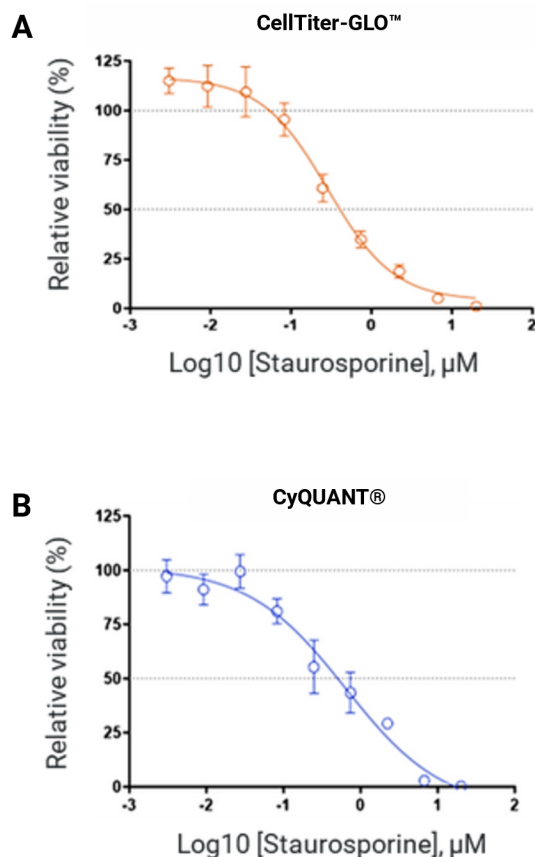 A
CellTiter-GLO™
Relative viability (%)
125
100
75
50
25
0
-3 -2 -1 0 1 2
Log10 [Staurosporine], µM
B
CyQUANT®
Relative viability (%)
125
100
75
50
25
0
-3 -2 -1 0 1 2
Log10 [Staurosporine], µM